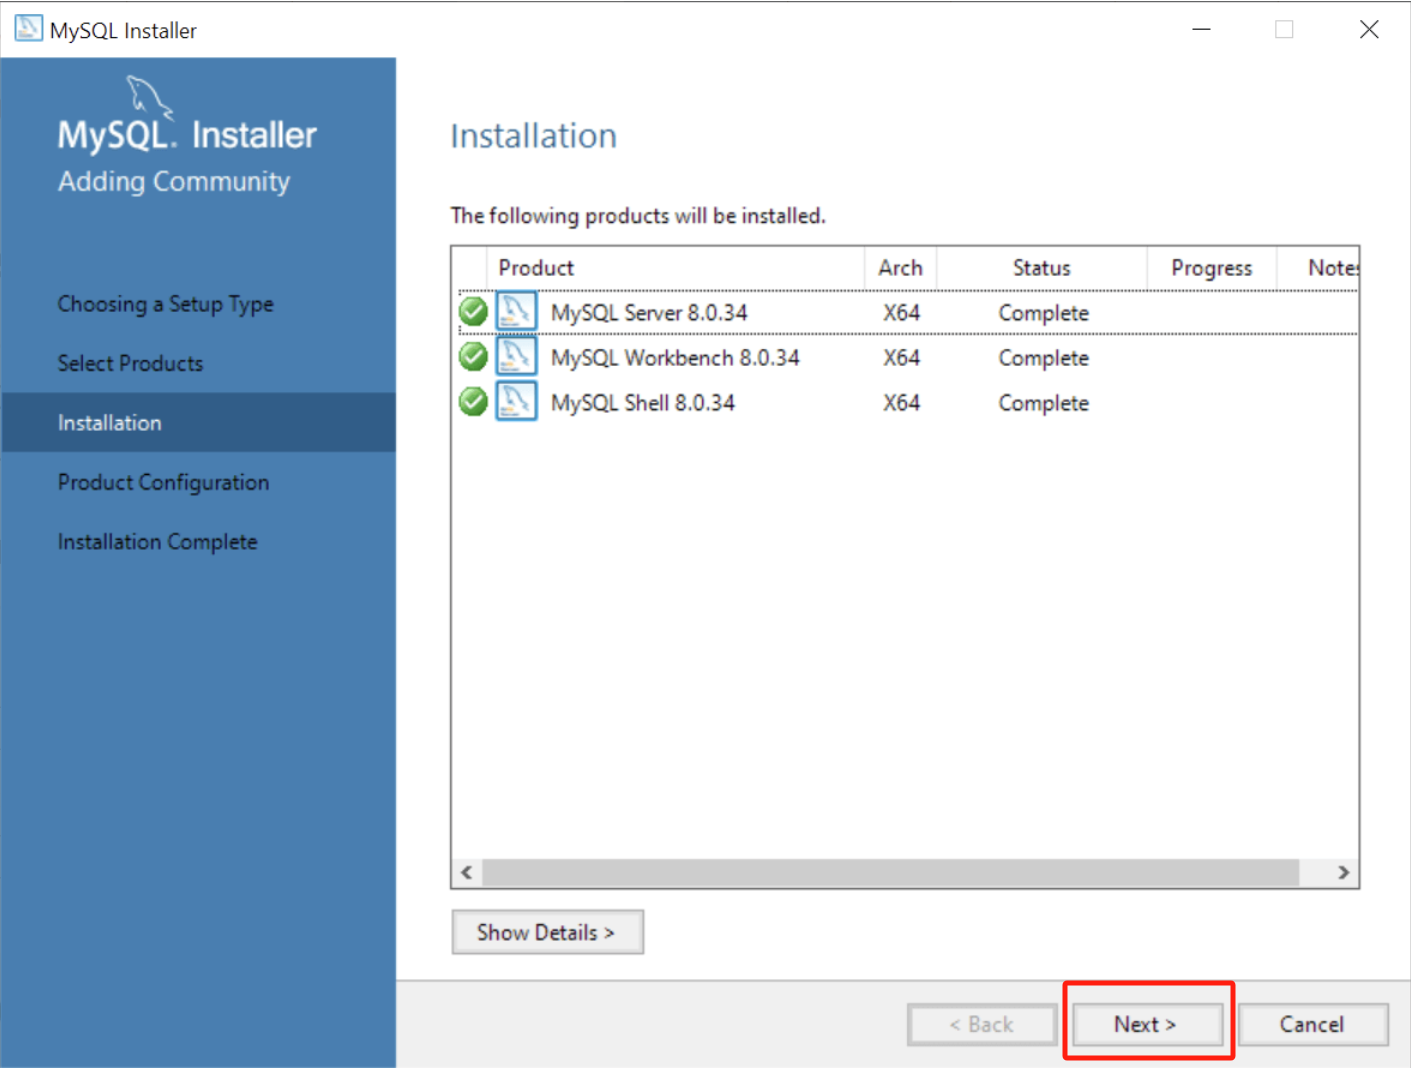 MySQL Installer
MySQL. Installer
Adding Community
Choosing a Setup Type
Select Products
Installation
Product Configuration
Installation Complete
Installation
The following products will be installed.
Product Arch Status Progress Notes
MySQL Server 8.0.34 X64 Complete
MySQL Workbench 8.0.34 X64 Complete
MySQL Shell 8.0.34 X64 Complete
Show Details >
< Back Next > Cancel